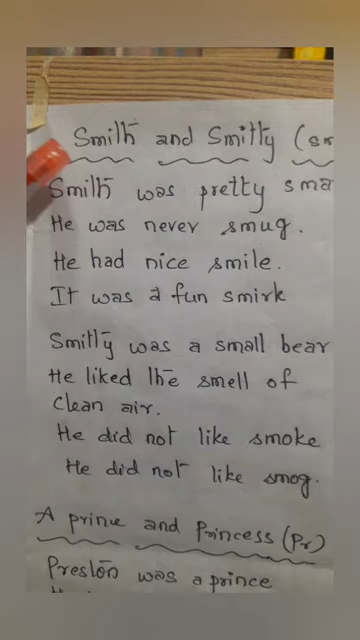 Smith and Smitty (sm
Smith was pretty sma
He was never smug.
He had nice smile.
It was a fun smirk
Smitty was a small bear
He liked the smell of
clean air.
He did not like smoke
He did not like smog.
A prince and Princess (Pr)
Preston was a prince